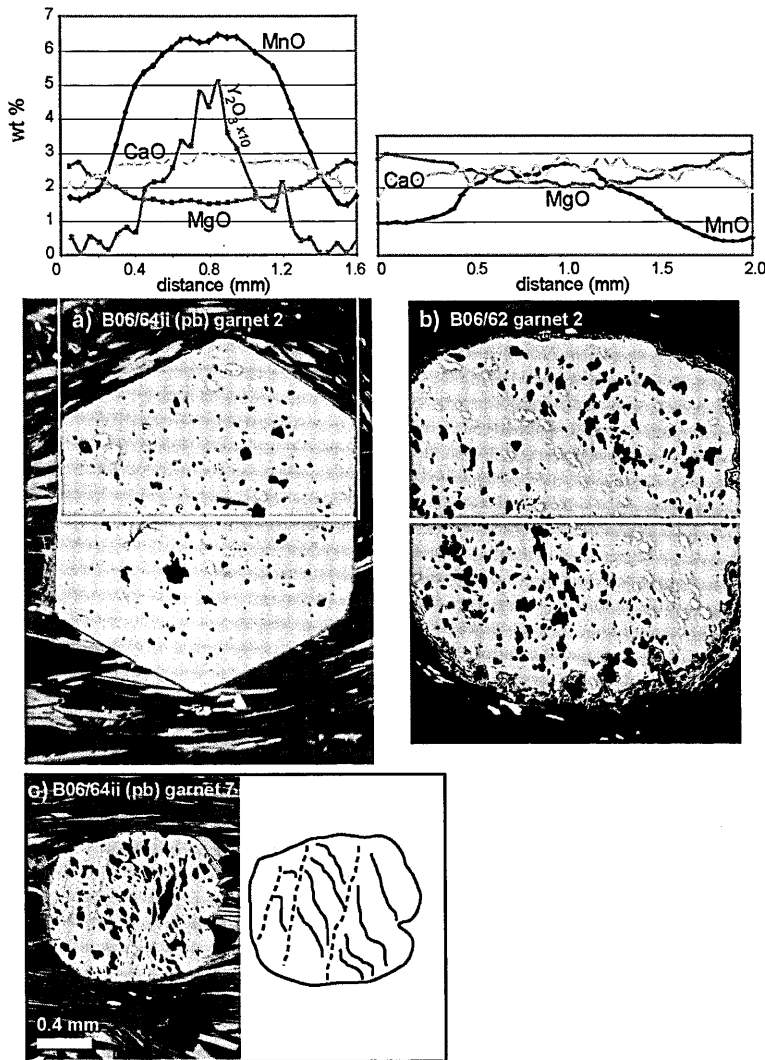 7
6
5
4
3
2
1
0
wt %
MnO
Y2O3 x10
CaO
MgO
0 0.4 0.8 1.2 1.6
distance (mm)
CaO
MgO
MnO
0 0.5 1.0 1.5 2.0
distance (mm)
a) B06/64ii (pb) garnet 2
b) B06/62 garnet 2
c) B06/64ii (pb) garnet 7
0.4 mm